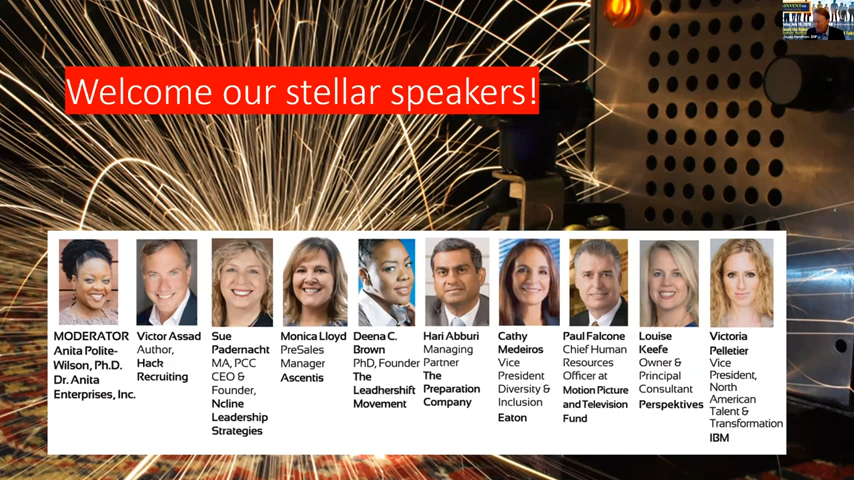 INVENT
Welcome our stellar speakers!
MODERATOR
Anita Polite-
Wilson, Ph.D.
Dr. Anita
Enterprises, Inc.
Victor Assad
Author,
Hack
Recruiting
Sue
Padernacht
MA, PCC
CEO &
Founder,
Ncline
Leadership
Strategies
Monica Lloyd
PreSales
Manager
Ascentis
Deena C.
Brown
PhD, Founder
The
Leadhershift
Movement
Hari Abburi
Managing
Partner
The
Preparation
Company
Cathy
Medeiros
Vice
President
Diversity &
Inclusion
Eaton
Paul Falcone
Chief Human
Resources
Officer at
Motion Picture
and Television
Fund
Louise
Keefe
Owner &
Principal
Consultant
Perspektives
Victoria
Pelletier
Vice
President,
North
American
Talent &
Transformation
IBM